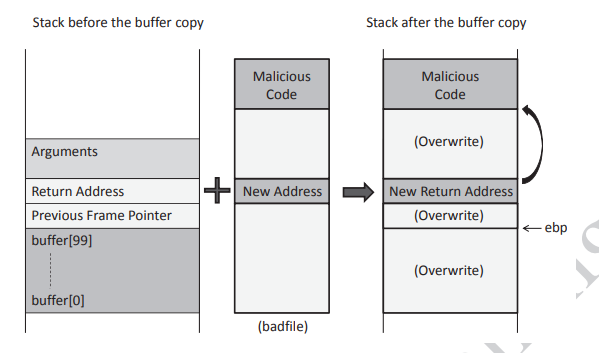 Stack before the buffer copy
Stack after the buffer copy
Malicious
Code
Malicious
Code
Arguments
(Overwrite)
Return Address
New Address
New Return Address
Previous Frame Pointer
(Overwrite)
ebp
buffer[99]
(Overwrite)
buffer[0]
(badfile)